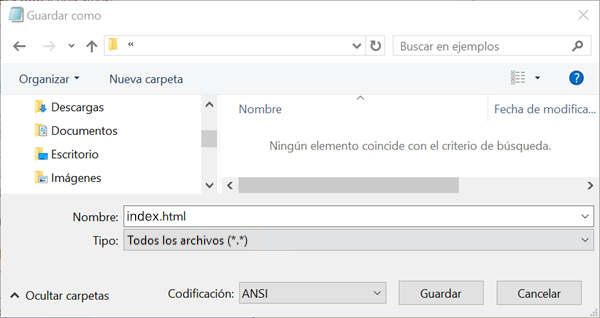 Guardar como
«
Buscar en ejemplos
Organizar
Nueva carpeta
?
Descargas
Documentos
Escritorio
Imágenes
Nombre
Fecha de modifica...
Ningún elemento coincide con el criterio de búsqueda.
Nombre: index.html
Tipo: Todos los archivos (*.*)
Ocultar carpetas
Codificación: ANSI
Guardar
Cancelar